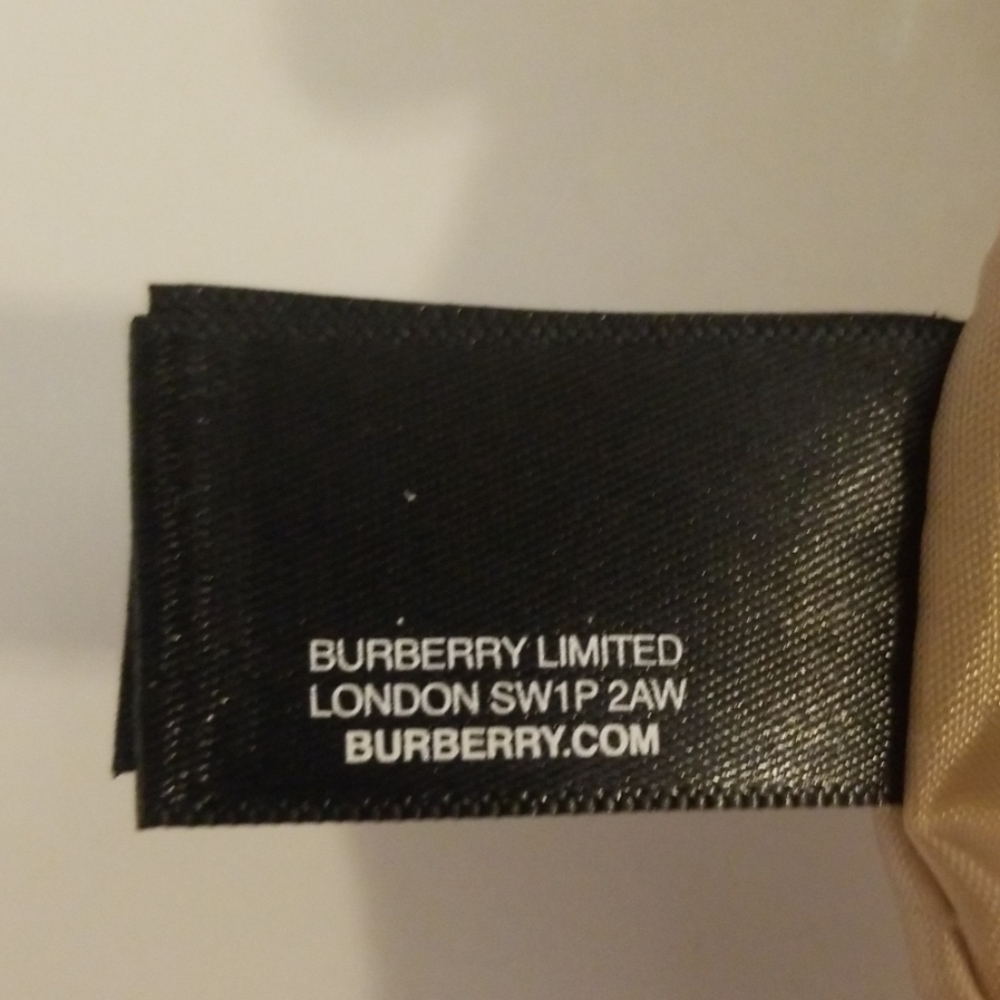 BURBERRY LIMITED
LONDON SW1P 2AW
BURBERRY.COM